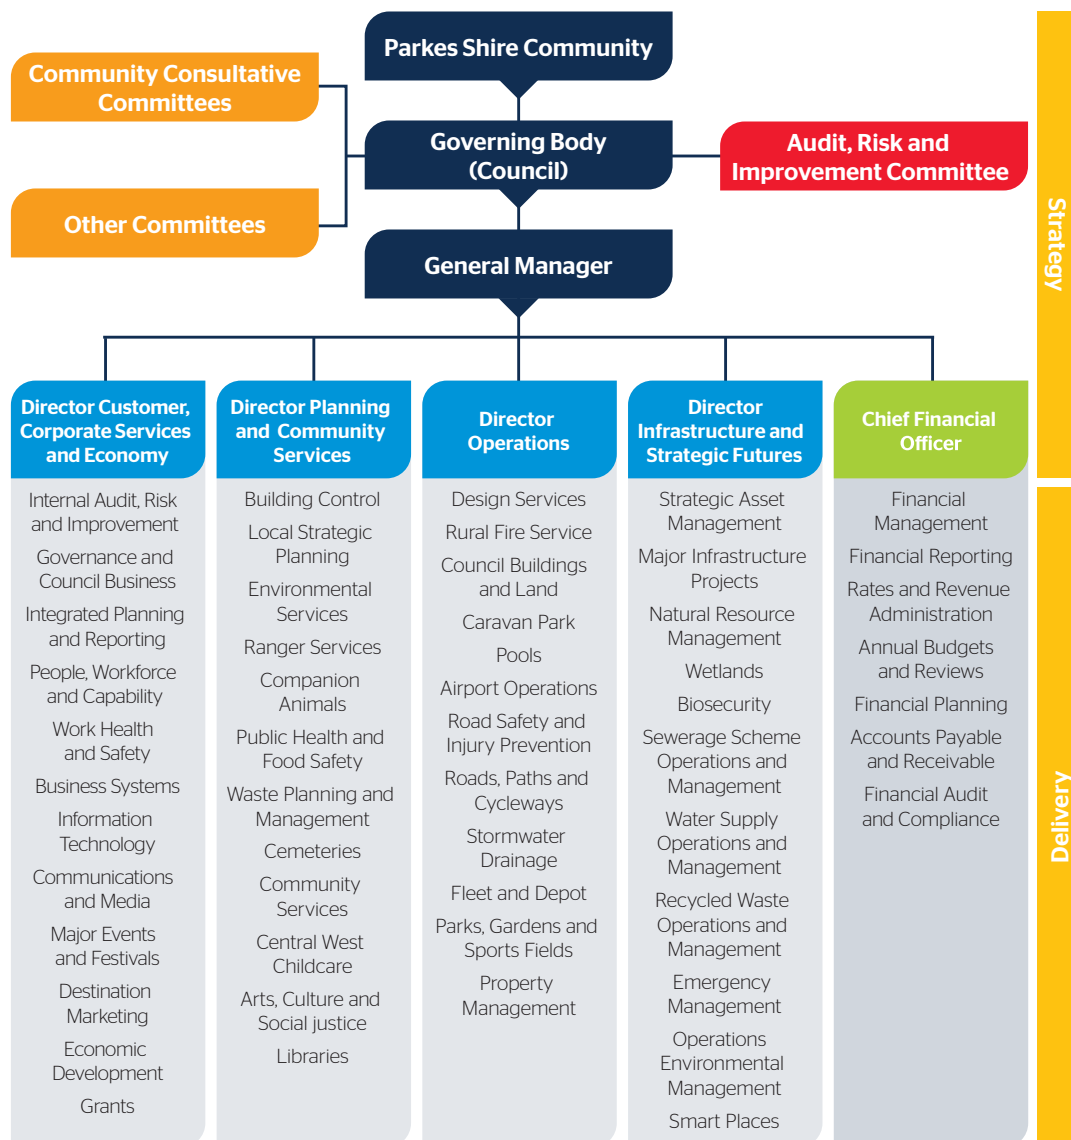 Parkes Shire Community
Community Consultative
Committees
Governing Body
(Council)
Audit, Risk and
Improvement Committee
Other Committees
General Manager
Strategy
Director Customer,
Corporate Services
and Economy
Internal Audit, Risk
and Improvement
Governance and
Council Business
Integrated Planning
and Reporting
People, Workforce
and Capability
Work Health
and Safety
Business Systems
Information
Technology
Communications
and Media
Major Events
and Festivals
Destination
Marketing
Economic
Development
Grants
Director Planning
and Community
Services
Building Control
Local Strategic
Planning
Environmental
Services
Ranger Services
Companion
Animals
Public Health and
Food Safety
Waste Planning and
Management
Cemeteries
Community
Services
Central West
Childcare
Arts, Culture and
Social justice
Libraries
Director
Operations
Design Services
Rural Fire Service
Council Buildings
and Land
Caravan Park
Pools
Airport Operations
Road Safety and
Injury Prevention
Roads, Paths and
Cycleways
Stormwater
Drainage
Fleet and Depot
Parks, Gardens and
Sports Fields
Property
Management
Director
Infrastructure and
Strategic Futures
Strategic Asset
Management
Major Infrastructure
Projects
Natural Resource
Management
Wetlands
Biosecurity
Sewerage Scheme
Operations and
Management
Water Supply
Operations and
Management
Recycled Waste
Operations and
Management
Emergency
Management
Operations
Environmental
Management
Smart Places
Chief Financial
Officer
Financial
Management
Financial Reporting
Rates and Revenue
Administration
Annual Budgets
and Reviews
Financial Planning
Accounts Payable
and Receivable
Financial Audit
and Compliance
Delivery